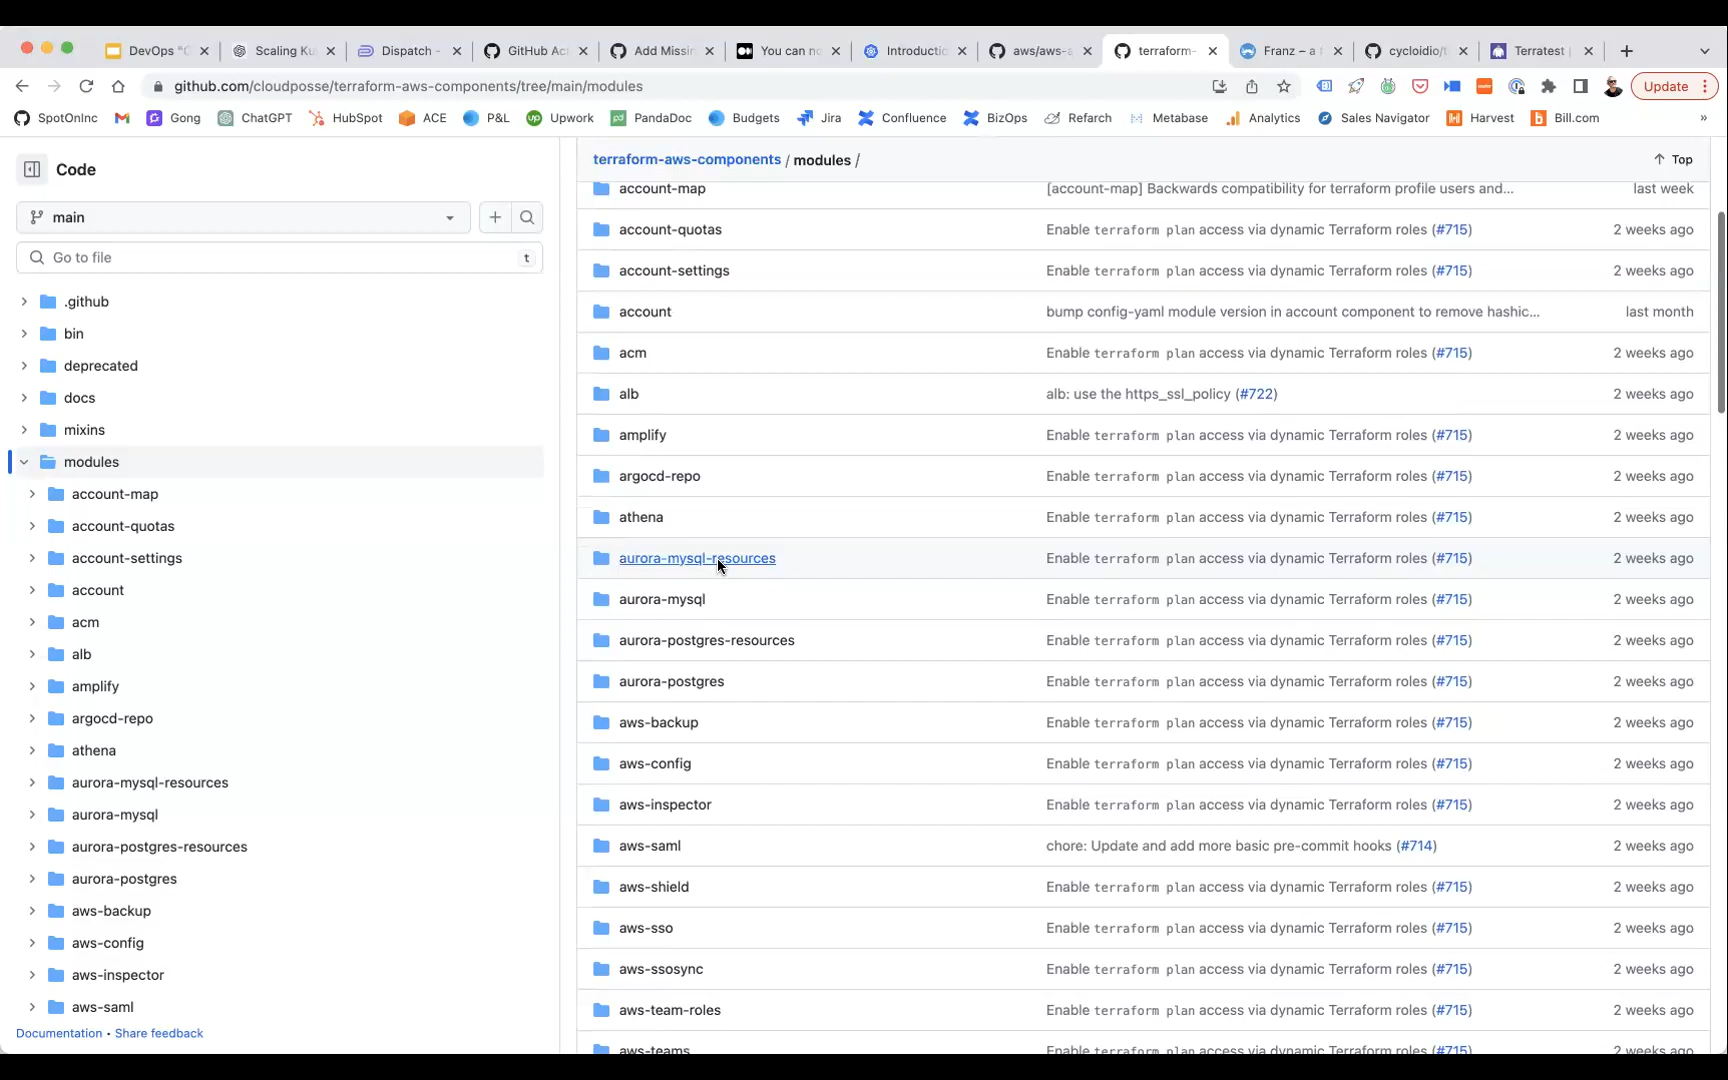 DevOps "C
Scaling Ku
Dispatch -
GitHub Ac
Add Missin
You can no
Introductio
aws/aws-a
terraform-
Franz – a f
cycloidio/t
Terratest |
github.com/cloudposse/terraform-aws-components/tree/main/modules
Update
SpotOnInc
Gong
ChatGPT
HubSpot
ACE
P&L
Upwork
PandaDoc
Budgets
Jira
Confluence
BizOps
Refarch
Metabase
Analytics
Sales Navigator
Harvest
Bill.com
»
Code
main
Go to file
t
.github
bin
deprecated
docs
mixins
modules
account-map
account-quotas
account-settings
account
acm
alb
amplify
argocd-repo
athena
aurora-mysql-resources
aurora-mysql
aurora-postgres-resources
aurora-postgres
aws-backup
aws-config
aws-inspector
aws-saml
Documentation • Share feedback
terraform-aws-components / modules /
Top
account-map [account-map] Backwards compatibility for terraform profile users and... last week
account-quotas Enable terraform plan access via dynamic Terraform roles (#715) 2 weeks ago
account-settings Enable terraform plan access via dynamic Terraform roles (#715) 2 weeks ago
account bump config-yaml module version in account component to remove hashic... last month
acm Enable terraform plan access via dynamic Terraform roles (#715) 2 weeks ago
alb alb: use the https_ssl_policy (#722) 2 weeks ago
amplify Enable terraform plan access via dynamic Terraform roles (#715) 2 weeks ago
argocd-repo Enable terraform plan access via dynamic Terraform roles (#715) 2 weeks ago
athena Enable terraform plan access via dynamic Terraform roles (#715) 2 weeks ago
aurora-mysql-resources Enable terraform plan access via dynamic Terraform roles (#715) 2 weeks ago
aurora-mysql Enable terraform plan access via dynamic Terraform roles (#715) 2 weeks ago
aurora-postgres-resources Enable terraform plan access via dynamic Terraform roles (#715) 2 weeks ago
aurora-postgres Enable terraform plan access via dynamic Terraform roles (#715) 2 weeks ago
aws-backup Enable terraform plan access via dynamic Terraform roles (#715) 2 weeks ago
aws-config Enable terraform plan access via dynamic Terraform roles (#715) 2 weeks ago
aws-inspector Enable terraform plan access via dynamic Terraform roles (#715) 2 weeks ago
aws-saml chore: Update and add more basic pre-commit hooks (#714) 2 weeks ago
aws-shield Enable terraform plan access via dynamic Terraform roles (#715) 2 weeks ago
aws-sso Enable terraform plan access via dynamic Terraform roles (#715) 2 weeks ago
aws-ssosync Enable terraform plan access via dynamic Terraform roles (#715) 2 weeks ago
aws-team-roles Enable terraform plan access via dynamic Terraform roles (#715) 2 weeks ago
aws-teams Enable terraform plan access via dynamic Terraform roles (#715) 2 weeks ago